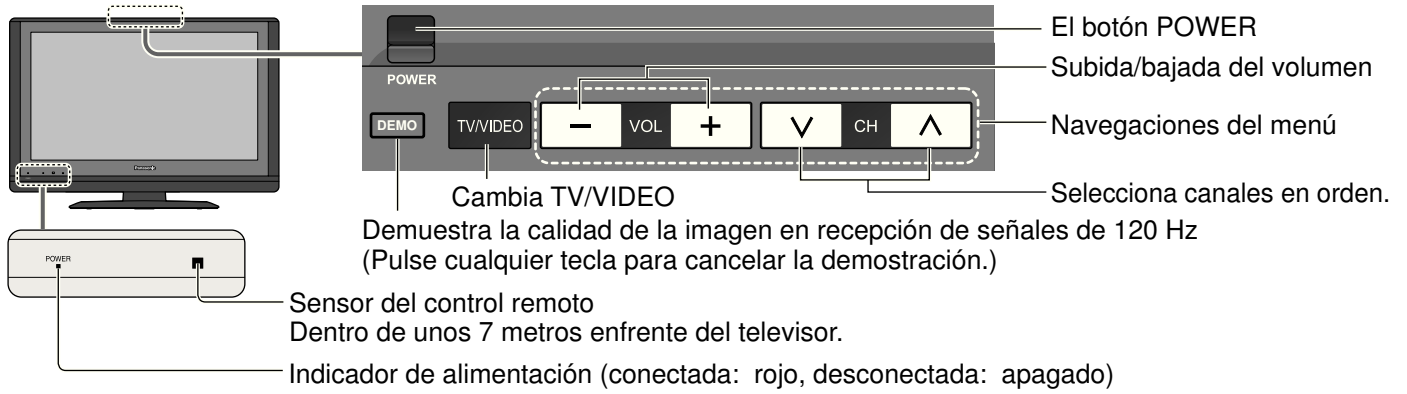 El botón POWER
POWER
Subida/bajada del volumen
DEMO
TV/VIDEO
VOL
CH
Navegaciones del menú
Cambia TV/VIDEO
Selecciona canales en orden.
Demuestra la calidad de la imagen en recepción de señales de 120 Hz
(Pulse cualquier tecla para cancelar la demostración.)
POWER
Sensor del control remoto
Dentro de unos 7 metros enfrente del televisor.
Indicador de alimentación (conectada: rojo, desconectada: apagado)